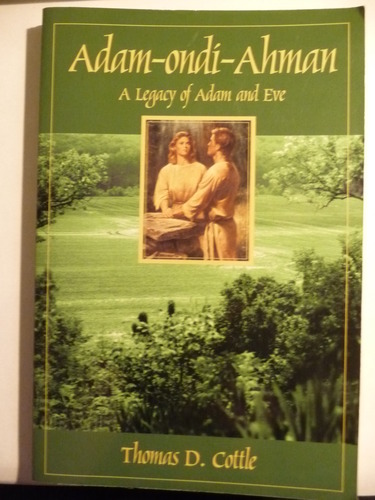 Adam-ondi-Ahman
A Legacy of Adam and Eve
Thomas D. Cottle